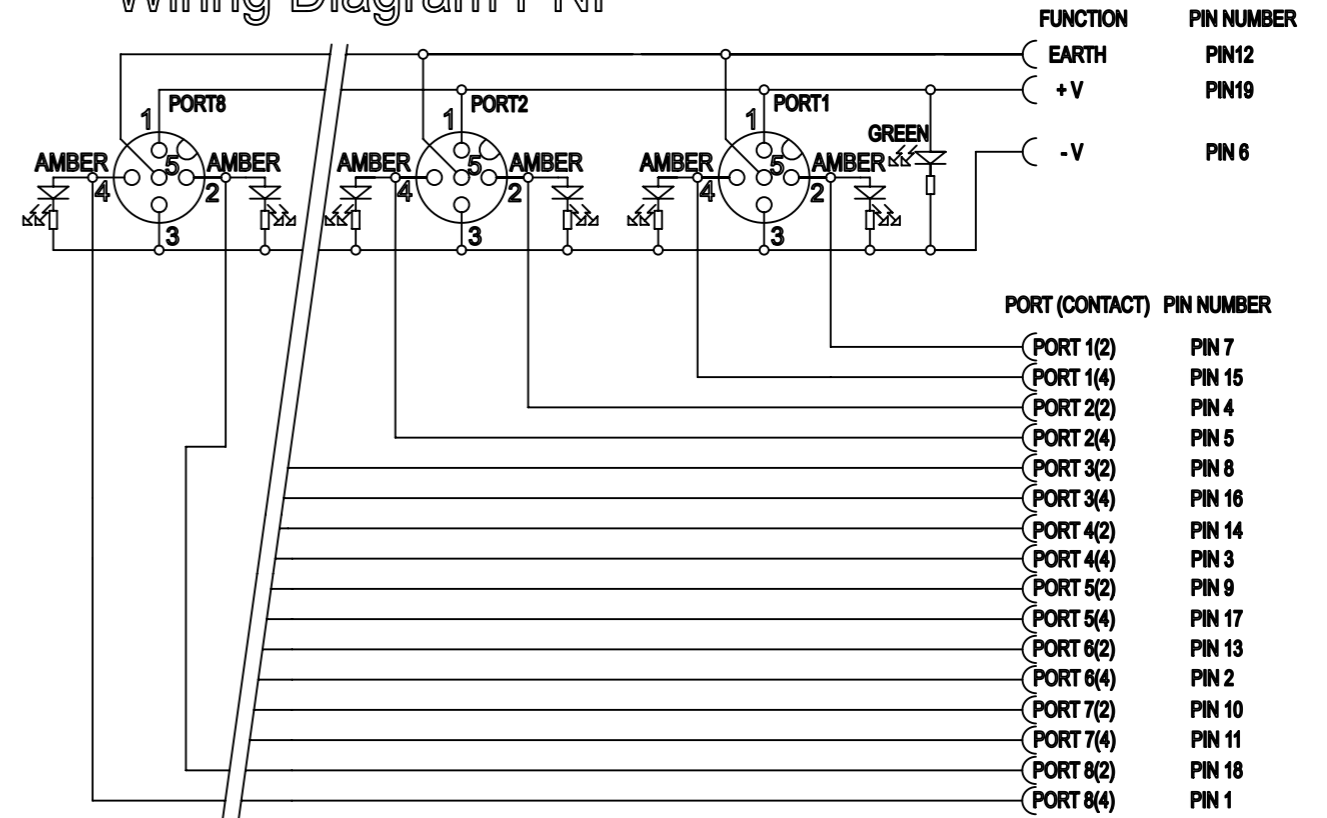 Wiring Diagram PNP
FUNCTION PIN NUMBER
EARTH PIN12
+ V PIN19
- V PIN 6
PORT8 PORT2 PORT1
1 1 1
GREEN
AMBER 5 AMBER AMBER 5 AMBER AMBER 5 AMBER
4 2 4 2 4 2
3 3 3
PORT (CONTACT) PIN NUMBER
PORT 1(2) PIN 7
PORT 1(4) PIN 15
PORT 2(2) PIN 4
PORT 2(4) PIN 5
PORT 3(2) PIN 8
PORT 3(4) PIN 16
PORT 4(2) PIN 14
PORT 4(4) PIN 3
PORT 5(2) PIN 9
PORT 5(4) PIN 17
PORT 6(2) PIN 13
PORT 6(4) PIN 2
PORT 7(2) PIN 10
PORT 7(4) PIN 11
PORT 8(2) PIN 18
PORT 8(4) PIN 1